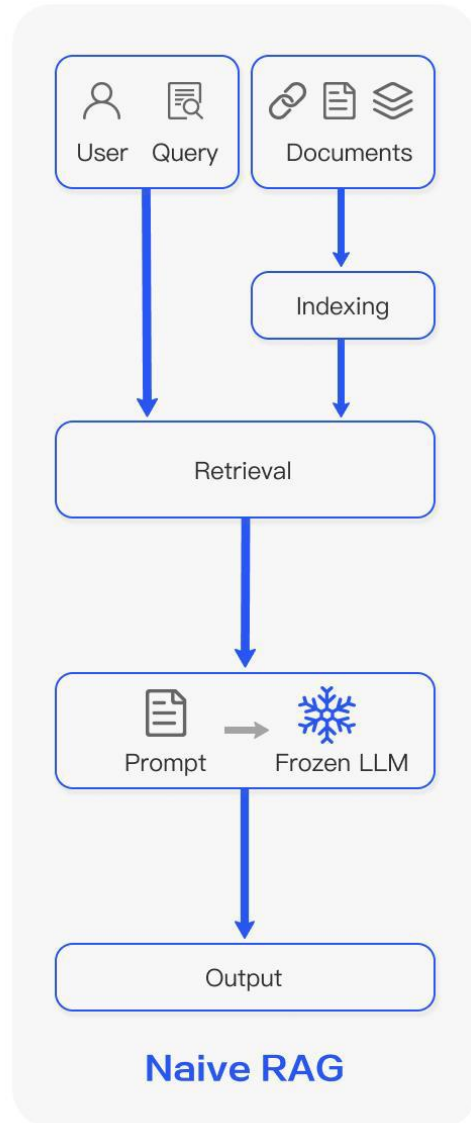 User Query
Documents
Indexing
Retrieval
Prompt
Frozen LLM
Output
Naive RAG